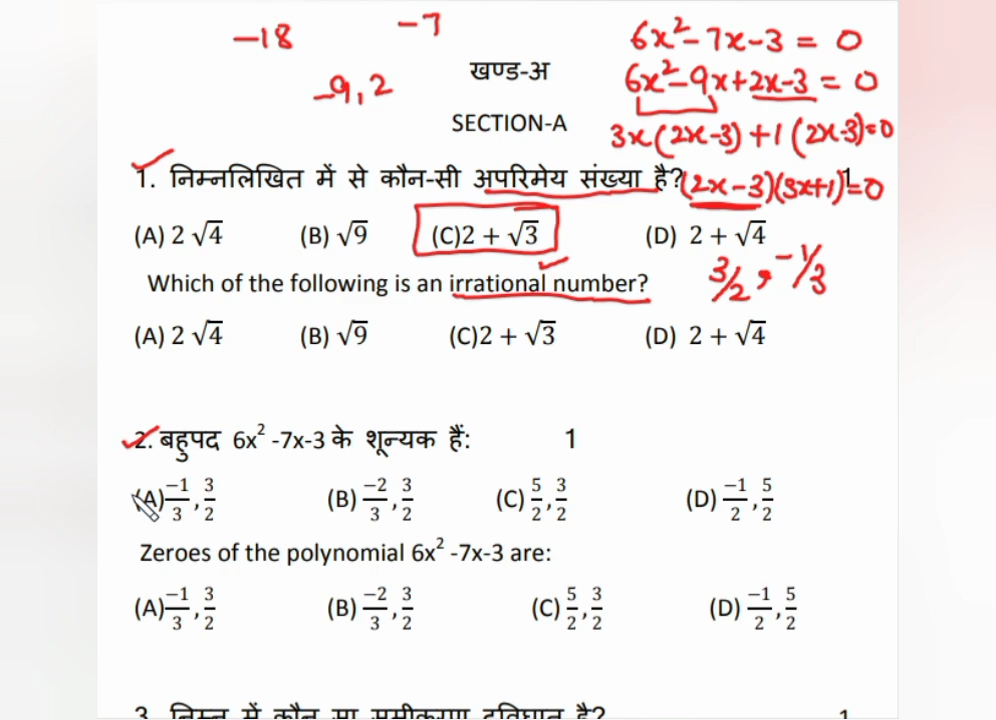 -18
-7
6x²-7x-3 = 0
-9, 2
खण्ड-अ
6x²-9x+2x-3 = 0
SECTION-A
3x(2x-3)+1(2x-3)=0
1. निम्नलिखित में से कौन-सी अपरिमेय संख्या है? 1
(2x-3)(3x+1)=0
(A) 2 √4 (B) √9 (C)2 + √3 (D) 2 + √4
3/2, -1/3
Which of the following is an irrational number?
(A) 2 √4 (B) √9 (C)2 + √3 (D) 2 + √4
2. बहुपद 6x² -7x-3 के शून्यक हैं: 1
(A) -1/3, 3/2 (B) -2/3, 3/2 (C) 5/2, 3/2 (D) -1/2, 5/2
Zeroes of the polynomial 6x² -7x-3 are:
(A) -1/3, 3/2 (B) -2/3, 3/2 (C) 5/2, 3/2 (D) -1/2, 5/2
3. निम्न में कौन सा समीकरण द्विघात है? 1